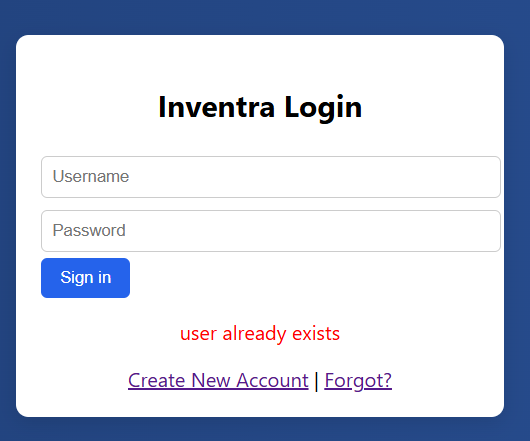 Inventra Login
Username
Password
Sign in
user already exists
Create New Account | Forgot?